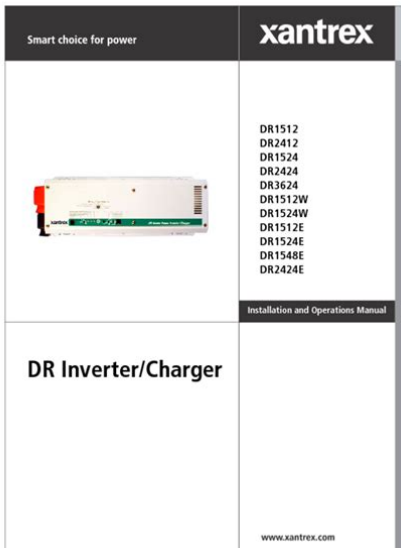 Smart choice for power
xantrex
DR1512
DR2412
DR1524
DR2424
DR3624
DR1512W
DR1524W
DR1512E
DR1524E
DR1548E
DR2424E
Installation and Operations Manual
DR Inverter/Charger
www.xantrex.com